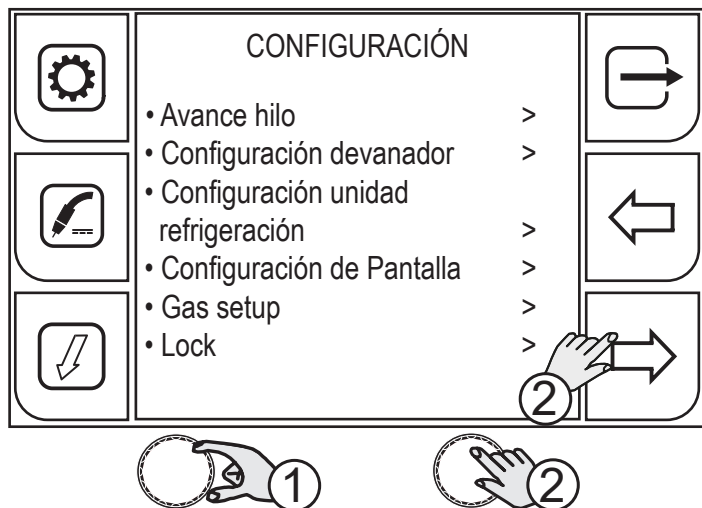 CONFIGURACIÓN
• Avance hilo >
• Configuración devanador >
• Configuración unidad
refrigeración >
• Configuración de Pantalla >
• Gas setup >
• Lock >
2
1
2